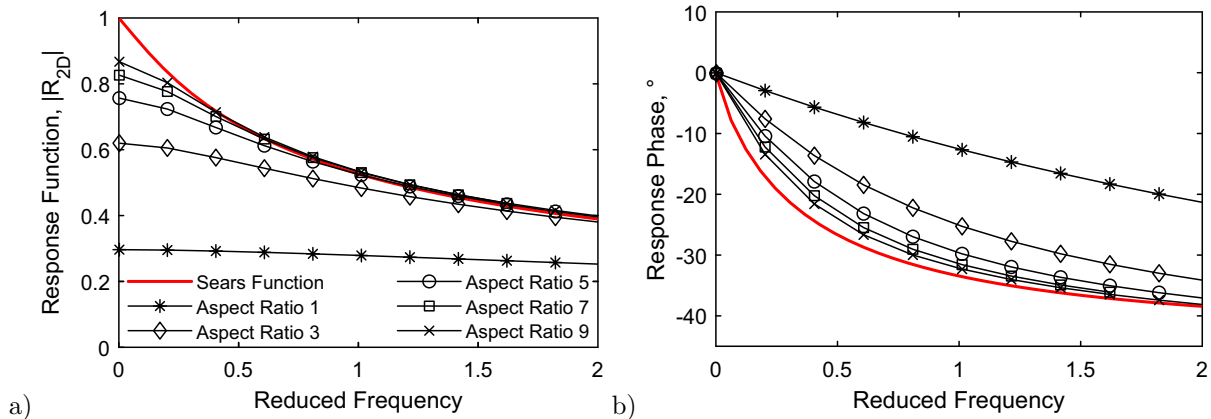 1
0.8
0.6
0.4
0.2
0
Response Function, |R_2D|
Sears Function
Aspect Ratio 1
Aspect Ratio 3
Aspect Ratio 5
Aspect Ratio 7
Aspect Ratio 9
0 0.5 1 1.5 2
Reduced Frequency
a)
10
0
-10
-20
-30
-40
Response Phase, °
0 0.5 1 1.5 2
Reduced Frequency
b)